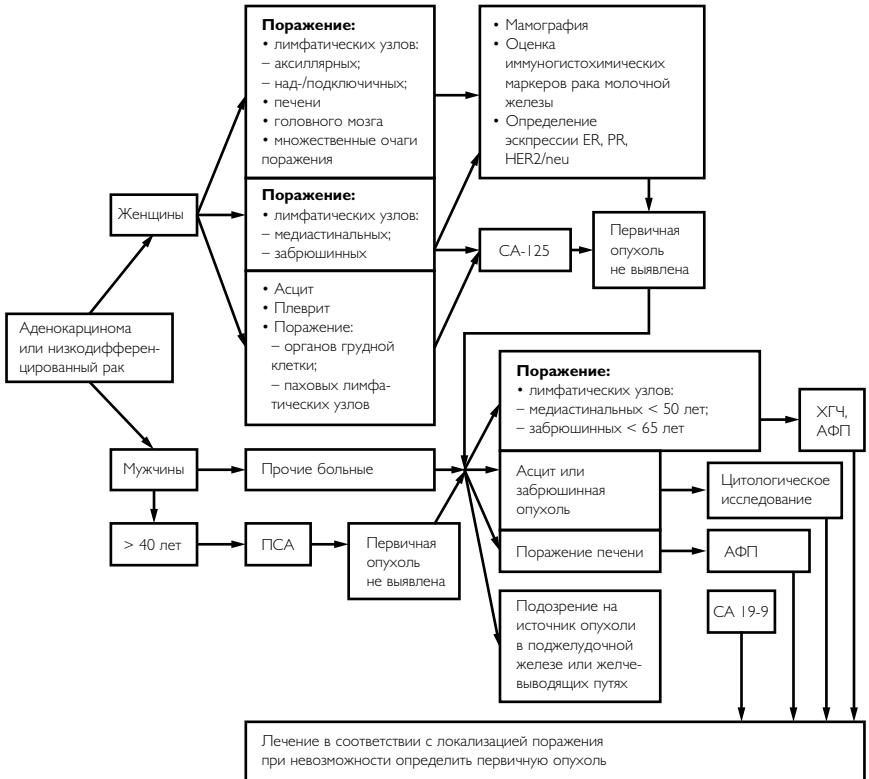 Поражение:
• лимфатических узлов:
– аксиллярных;
– над-/подключичных;
• печени
• головного мозга
• множественные очаги
поражения
• Мамография
• Оценка
иммуногистохимических
маркеров рака молочной
железы
• Определение
эскпрессии ER, PR,
HER2/neu
Женщины
Поражение:
• лимфатических узлов:
– медиастинальных;
– забрюшинных
СА-125
Первичная
опухоль
не выявлена
• Асцит
• Плеврит
• Поражение:
– органов грудной
клетки;
– паховых лимфа-
тических узлов
Аденокарцинома
или низкодифферен-
цированный рак
Поражение:
• лимфатических узлов:
– медиастинальных < 50 лет;
– забрюшинных < 65 лет
ХГЧ,
АФП
Мужчины
Прочие больные
Асцит или
забрюшинная
опухоль
Цитологическое
исследование
> 40 лет
ПСА
Первичная
опухоль
не выявлена
Поражение печени
АФП
Подозрение на
источник опухоли
в поджелудочной
железе или желче-
выводящих путях
СА 19-9
Лечение в соответствии с локализацией поражения
при невозможности определить первичную опухоль